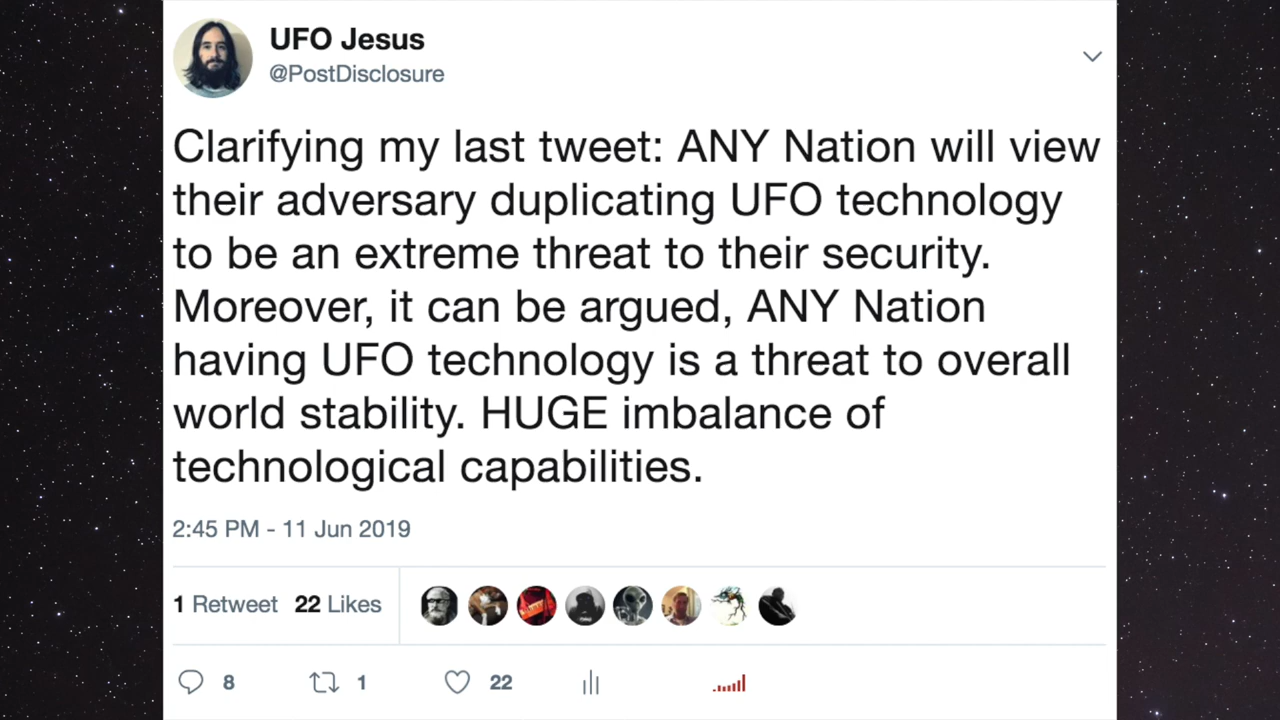 UFO Jesus
@PostDisclosure
Clarifying my last tweet: ANY Nation will view
their adversary duplicating UFO technology
to be an extreme threat to their security.
Moreover, it can be argued, ANY Nation
having UFO technology is a threat to overall
world stability. HUGE imbalance of
technological capabilities.
2:45 PM - 11 Jun 2019
1 Retweet 22 Likes
8 1 22